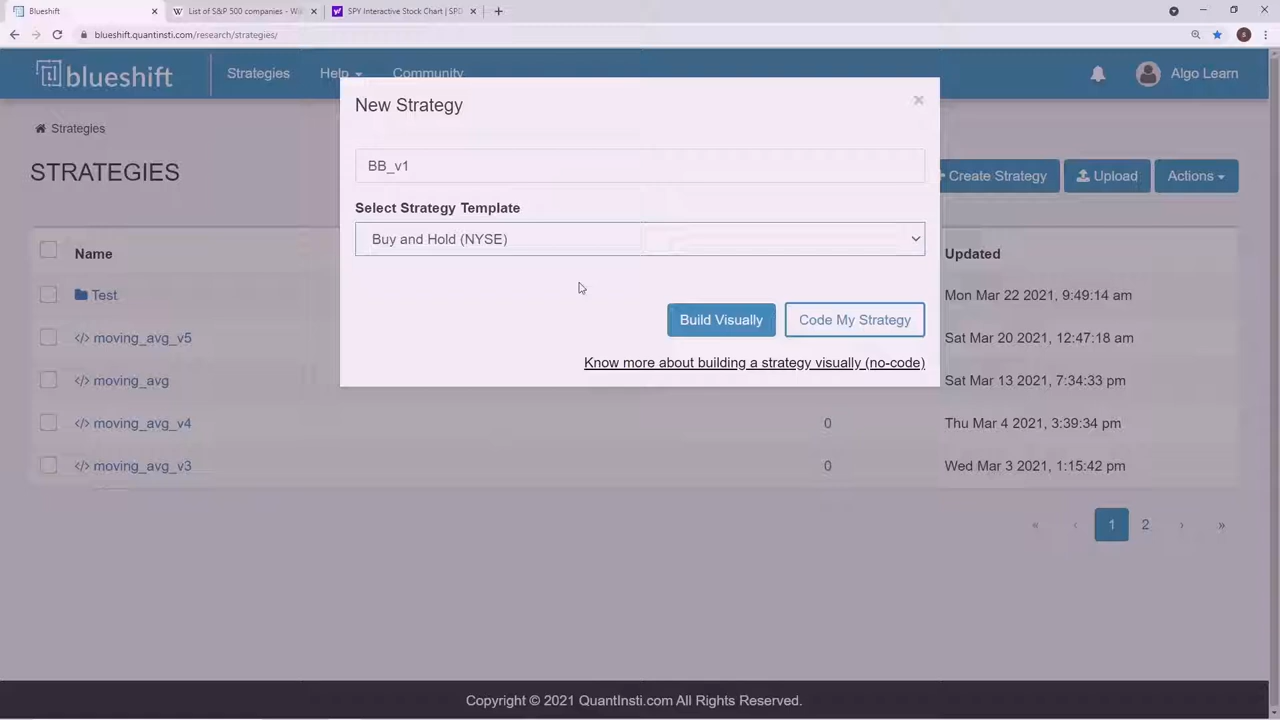 Blueshift
List of S&P 500 companies - Wi
SPY Interactive Stock Chart | SPD
blueshift.quantinsti.com/research/strategies/
s
blueshift
Strategies
Help
Community
Algo Learn
Strategies
STRATEGIES
Create Strategy
Upload
Actions
New Strategy
×
BB_v1
Select Strategy Template
Buy and Hold (NYSE)
Build Visually
Code My Strategy
Know more about building a strategy visually (no-code)
Name
Updated
Test
Mon Mar 22 2021, 9:49:14 am
</> moving_avg_v5
Sat Mar 20 2021, 12:47:18 am
</> moving_avg
Sat Mar 13 2021, 7:34:33 pm
</> moving_avg_v4
0
Thu Mar 4 2021, 3:39:34 pm
</> moving_avg_v3
0
Wed Mar 3 2021, 1:15:42 pm
« ‹ 1 2 › »
Copyright © 2021 QuantInsti.com All Rights Reserved.